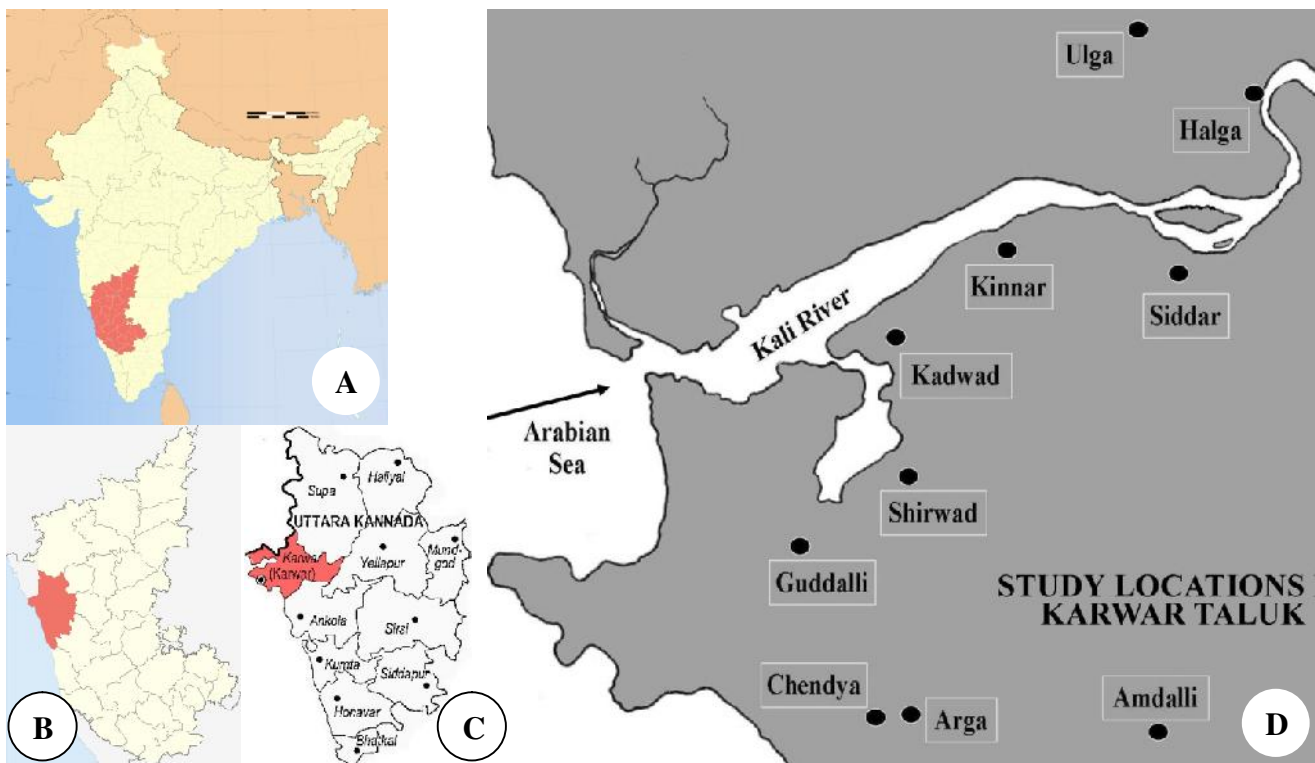 A
B
Supa
Haliyal
UTTARA KANNADA
Karwar
(Karwar)
Yellapur
Mund-
god
Ankola
Sirsi
Kumta
Siddapur
Honavar
Bhatkal
C
Ulga
Halga
Kinnar
Siddar
Kali River
Kadwad
Arabian
Sea
Shirwad
Guddalli
STUDY LOCATIONS
KARWAR TALUK
Chendya
Arga
Amdalli
D